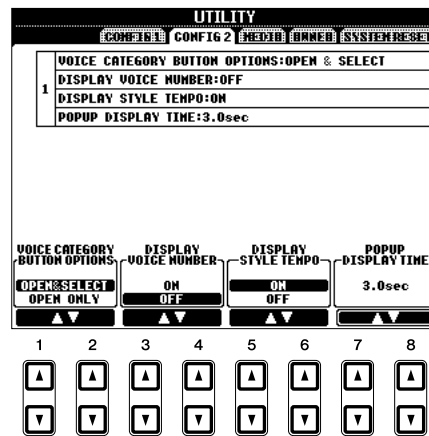 UTILITY
CONFIG 1 CONFIG 2 MEDIA OWNER SYSTEM RESET
1
VOICE CATEGORY BUTTON OPTIONS:OPEN & SELECT
DISPLAY VOICE NUMBER:OFF
DISPLAY STYLE TEMPO:ON
POPUP DISPLAY TIME:3.0sec
VOICE CATEGORY BUTTON OPTIONS
OPEN&SELECT
OPEN ONLY
DISPLAY VOICE NUMBER
ON
OFF
DISPLAY STYLE TEMPO
ON
OFF
POPUP DISPLAY TIME
3.0sec
1 2 3 4 5 6 7 8